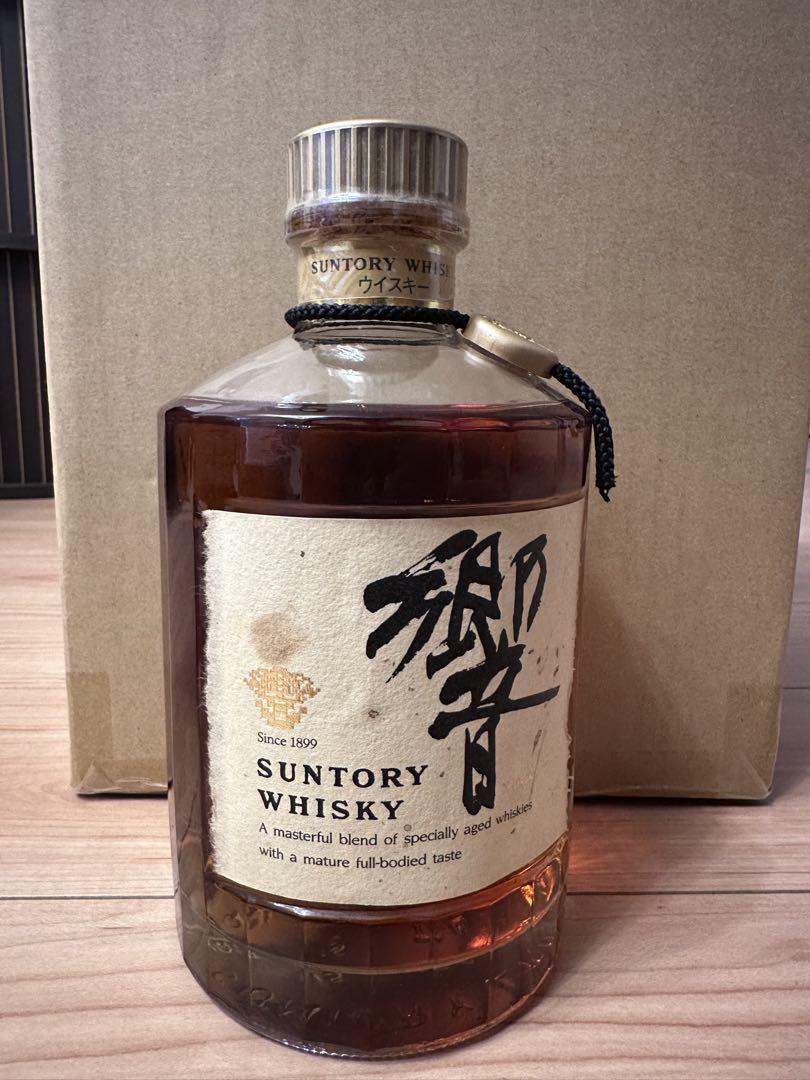 SUNTORY WHIS
ウイスキー
響
Since 1899
SUNTORY
WHISKY
A masterful blend of specially aged whiskies
with a mature full-bodied taste